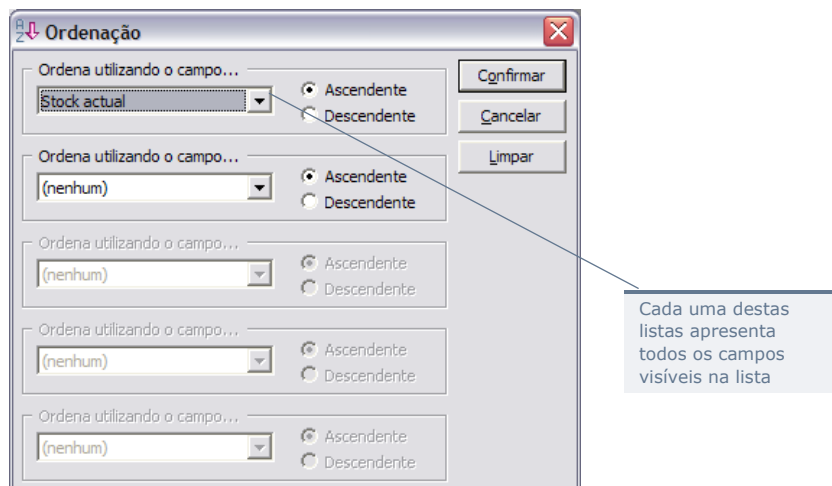 Ordenação
Ordena utilizando o campo...
Stock actual
Ascendente
Descendente
Confirmar
Cancelar
Limpar
Ordena utilizando o campo...
(nenhum)
Ascendente
Descendente
Ordena utilizando o campo...
(nenhum)
Ascendente
Descendente
Ordena utilizando o campo...
(nenhum)
Ascendente
Descendente
Ordena utilizando o campo...
(nenhum)
Ascendente
Descendente
Cada uma destas
listas apresenta
todos os campos
visíveis na lista